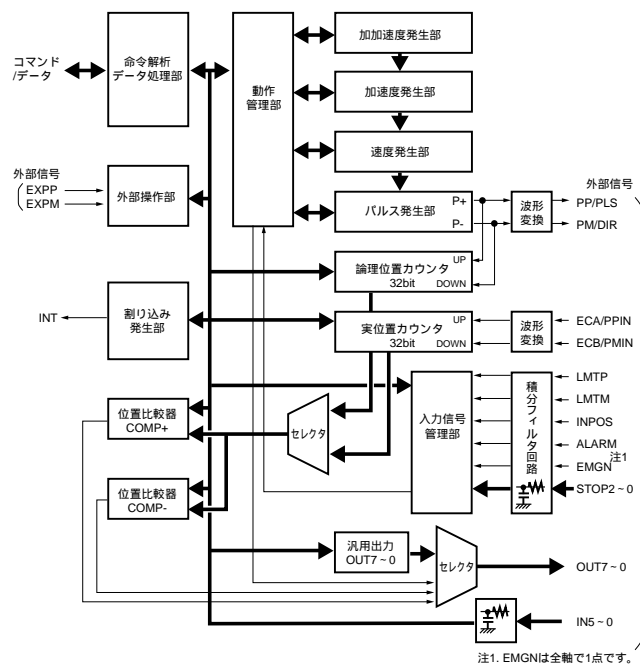 コマンド
/データ
命令解析
データ処理部
動作
管理部
加加速度発生部
加速度発生部
速度発生部
パルス発生部
P+
P-
外部信号
EXPP
EXPM
外部操作部
波形
変換
外部信号
PP/PLS
PM/DIR
論理位置カウンタ
32bit
UP
DOWN
INT
割り込み
発生部
実位置カウンタ
32bit
UP
DOWN
波形
変換
ECA/PPIN
ECB/PMIN
位置比較器
COMP+
位置比較器
COMP-
セレクタ
入力信号
管理部
積分フィルタ回路
LMTP
LMTM
INPOS
ALARM
EMGN 注1
STOP2~0
汎用出力
OUT7~0
セレクタ
OUT7~0
IN5~0
注1. EMGNは全軸で1点です。